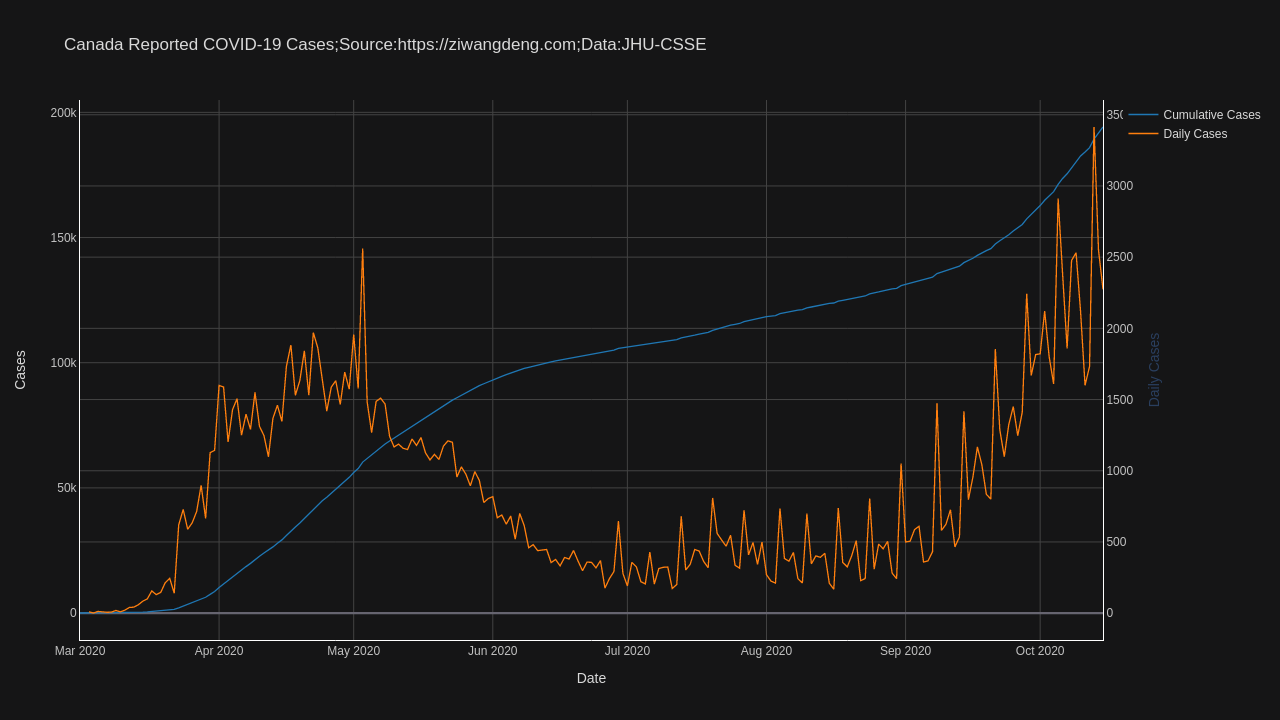 Canada Reported COVID-19 Cases;Source:https://ziwangdeng.com;Data:JHU-CSSE
200k
150k
100k
50k
0
Cases
3000
2500
2000
1500
1000
500
0
Daily Cases
Cumulative Cases
Daily Cases
Mar 2020
Apr 2020
May 2020
Jun 2020
Jul 2020
Aug 2020
Sep 2020
Oct 2020
Date